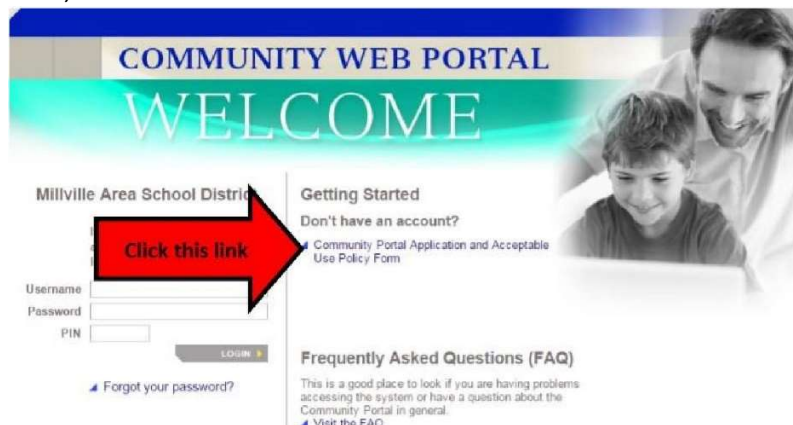 COMMUNITY WEB PORTAL
WELCOME
Millville Area School District
Click this link
Username
Password
PIN
LOGIN
Forgot your password?
Getting Started
Don't have an account?
Community Portal Application and Acceptable
Use Policy Form
Frequently Asked Questions (FAQ)
This is a good place to look if you are having problems
accessing the system or have a question about the
Community Portal in general.
Visit the FAQ